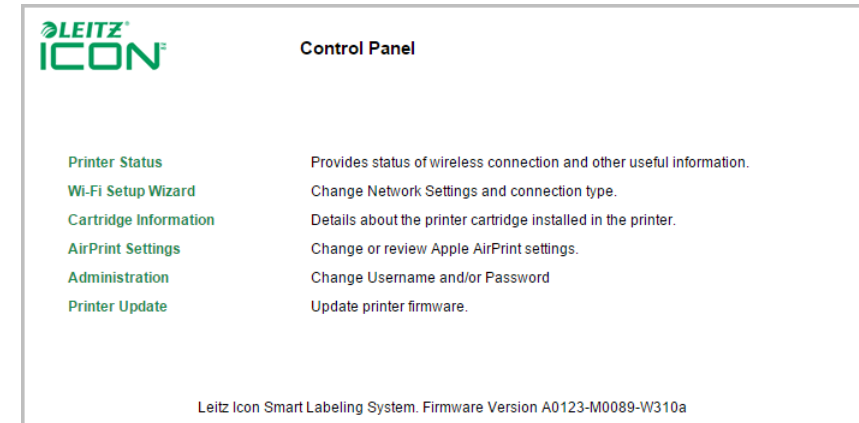 LEITZ®
ICON™
Control Panel
Printer Status Provides status of wireless connection and other useful information.
Wi-Fi Setup Wizard Change Network Settings and connection type.
Cartridge Information Details about the printer cartridge installed in the printer.
AirPrint Settings Change or review Apple AirPrint settings.
Administration Change Username and/or Password
Printer Update Update printer firmware.
Leitz Icon Smart Labeling System. Firmware Version A0123-M0089-W310a